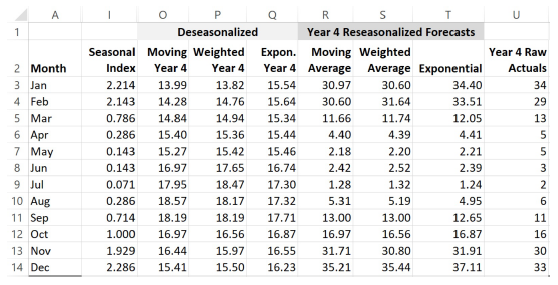 A I O P Q R S T U
1 Deseasonalized Year 4 Reseasonalized Forecasts
Seasonal Moving Weighted Expon. Moving Weighted Year 4 Raw
2 Month Index Year 4 Year 4 Year 4 Average Average Exponential Actuals
3 Jan 2.214 13.99 13.82 15.54 30.97 30.60 34.40 34
4 Feb 2.143 14.28 14.76 15.64 30.60 31.64 33.51 29
5 Mar 0.786 14.84 14.94 15.34 11.66 11.74 12.05 13
6 Apr 0.286 15.40 15.36 15.44 4.40 4.39 4.41 5
7 May 0.143 15.27 15.42 15.46 2.18 2.20 2.21 5
8 Jun 0.143 16.97 17.65 16.74 2.42 2.52 2.39 3
9 Jul 0.071 17.95 18.47 17.30 1.28 1.32 1.24 2
10 Aug 0.286 18.57 18.17 17.32 5.31 5.19 4.95 6
11 Sep 0.714 18.19 18.19 17.71 13.00 13.00 12.65 11
12 Oct 1.000 16.97 16.56 16.87 16.97 16.56 16.87 16
13 Nov 1.929 16.44 15.97 16.55 31.71 30.80 31.91 30
14 Dec 2.286 15.41 15.50 16.23 35.21 35.44 37.11 33